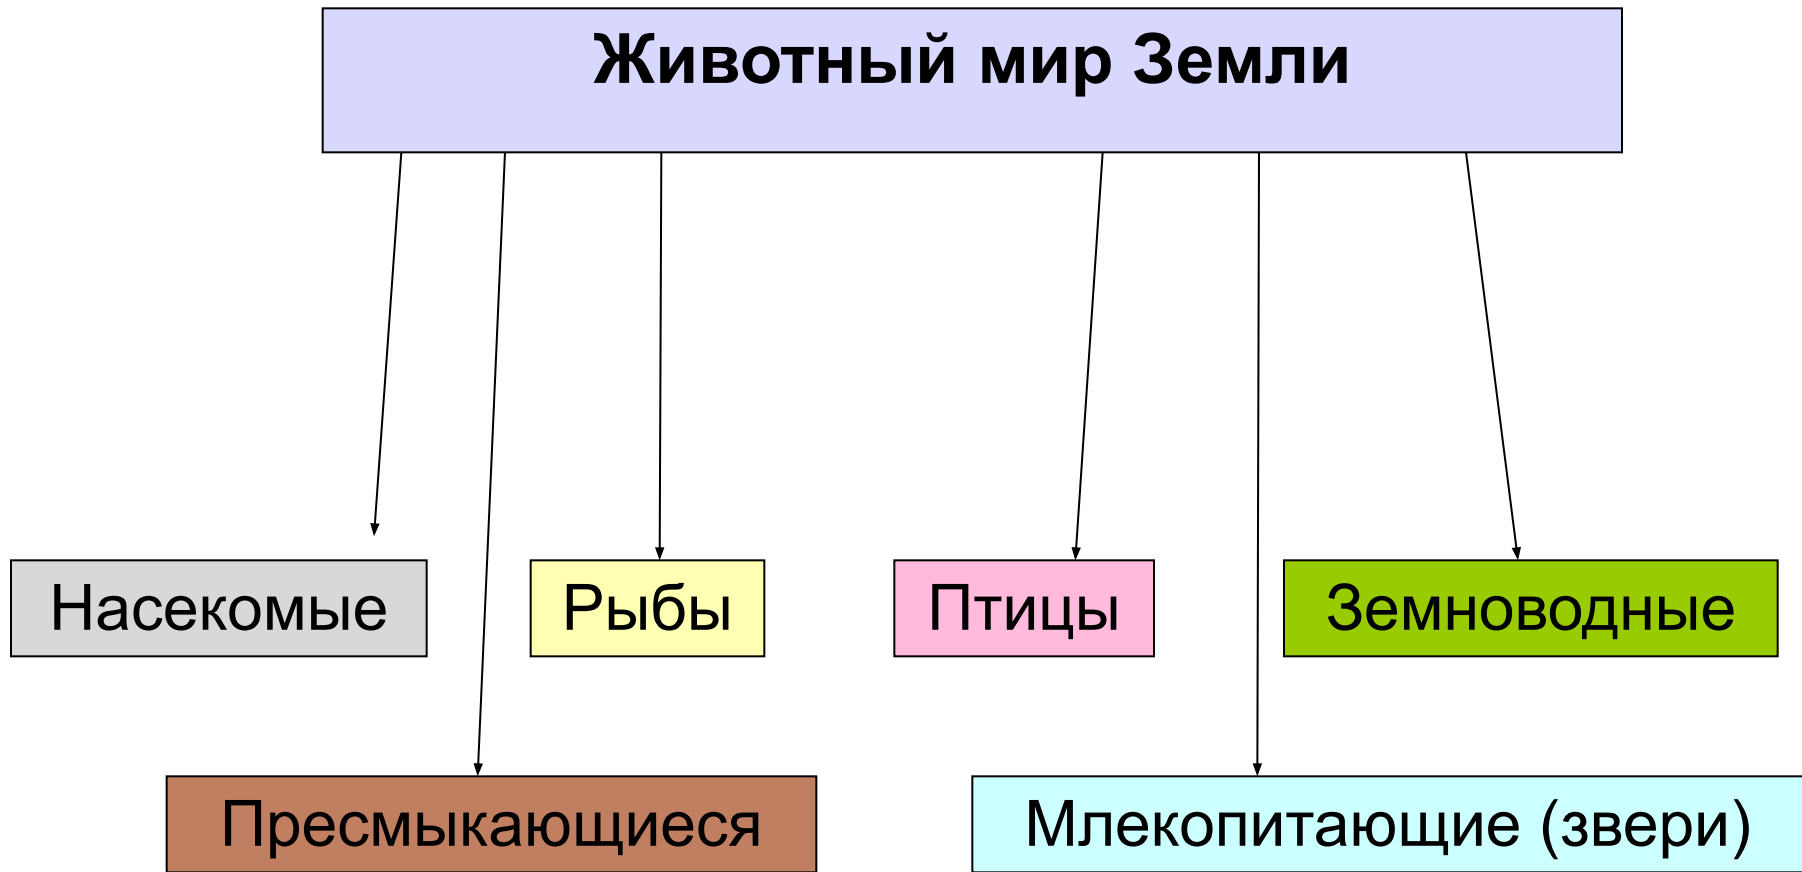 Животный мир Земли
Насекомые
Рыбы
Птицы
Земноводные
Пресмыкающиеся
Млекопитающие (звери)